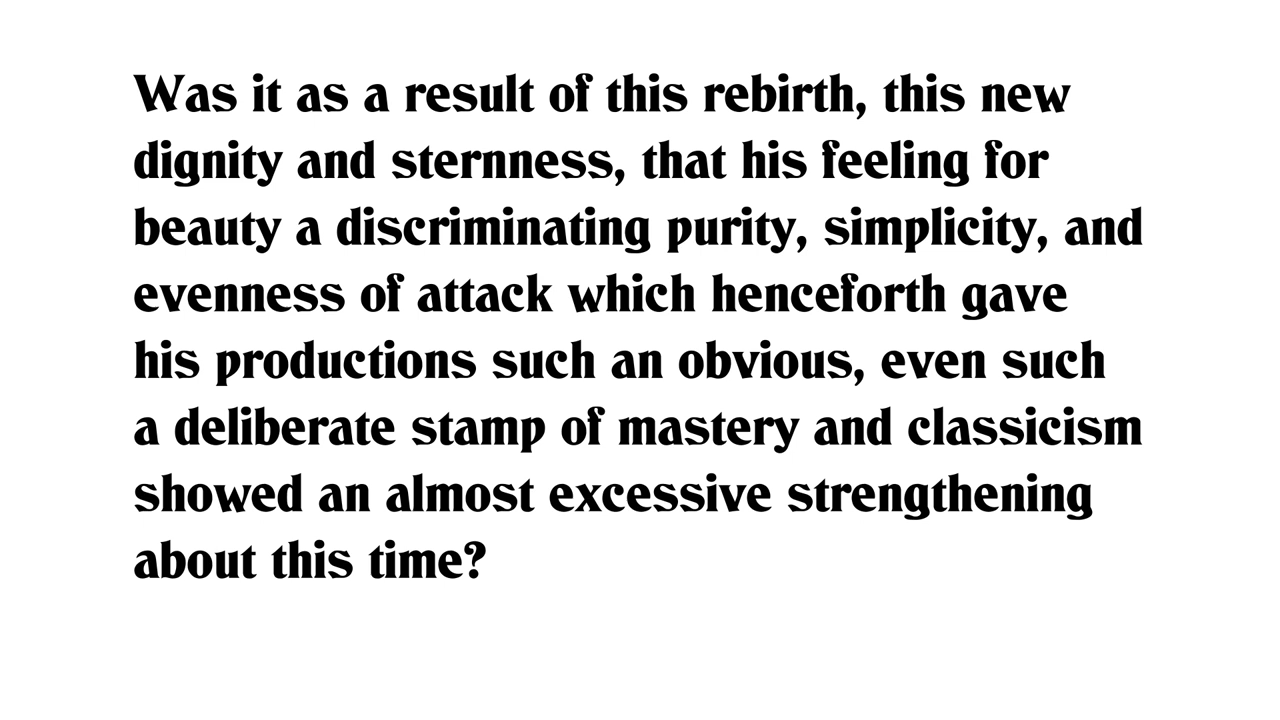 Was it as a result of this rebirth, this new
dignity and sternness, that his feeling for
beauty a discriminating purity, simplicity, and
evenness of attack which henceforth gave
his productions such an obvious, even such
a deliberate stamp of mastery and classicism
showed an almost excessive strengthening
about this time?